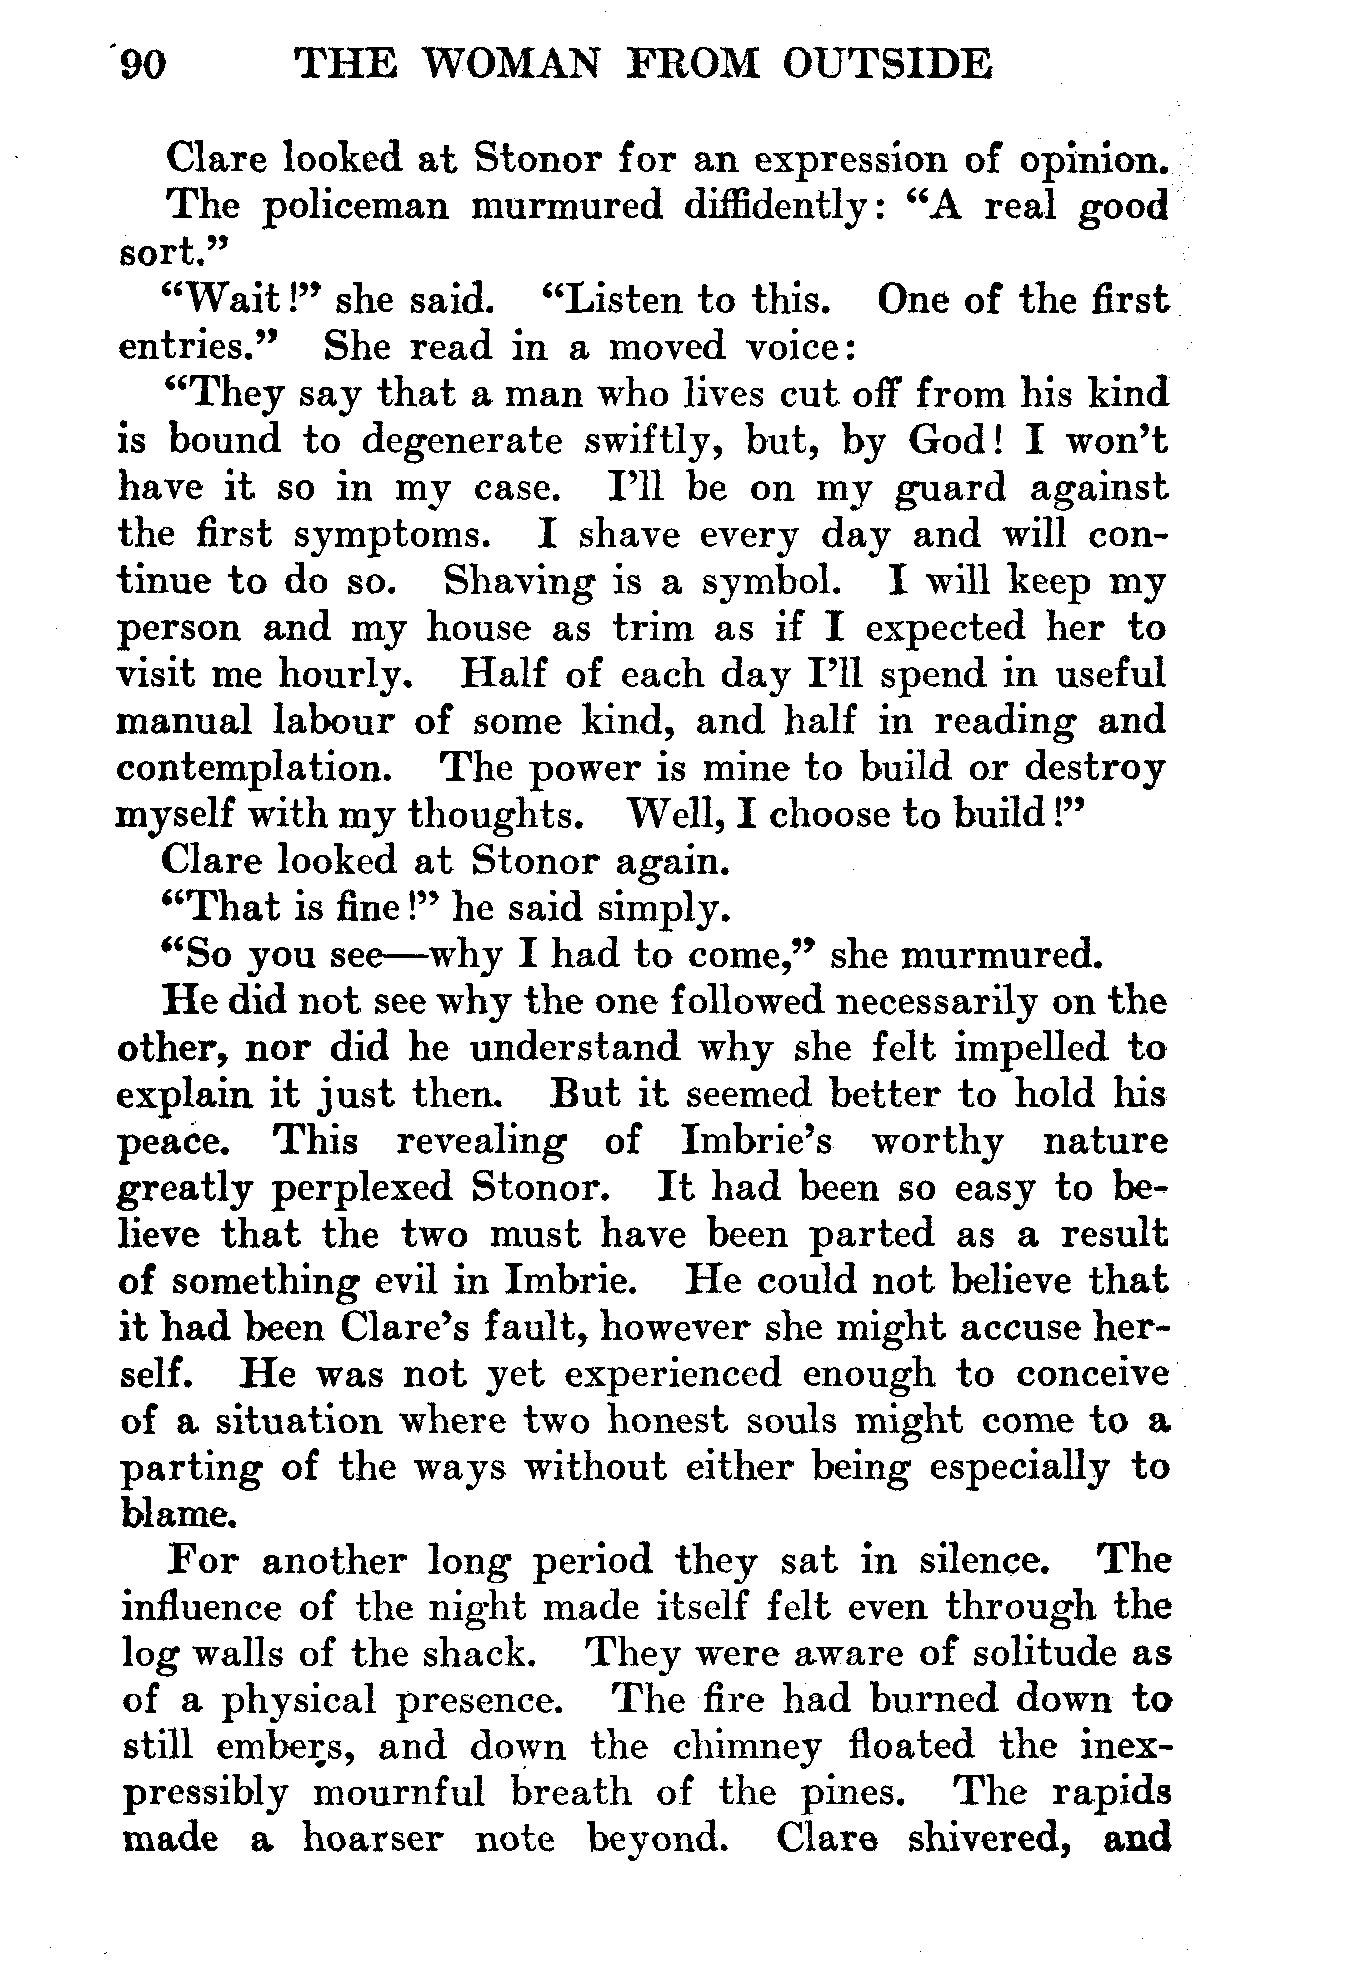 90 THE WOMAN FROM OUTSIDE
Clare looked at Stonor for an expression of opinion.
The policeman murmured diffidently: “A real good
sort.”
“Wait!” she said. “Listen to this. One of the first
entries.” She read in a moved voice:
“They say that a man who lives cut off from his kind
is bound to degenerate swiftly, but, by God! I won’t
have it so in my case. I’ll be on my guard against
the first symptoms. I shave every day and will con-
tinue to do so. Shaving is a symbol. I will keep my
person and my house as trim as if I expected her to
visit me hourly. Half of each day I’ll spend in useful
manual labour of some kind, and half in reading and
contemplation. The power is mine to build or destroy
myself with my thoughts. Well, I choose to build!”
Clare looked at Stonor again.
“That is fine!” he said simply.
“So you see—why I had to come,” she murmured.
He did not see why the one followed necessarily on the
other, nor did he understand why she felt impelled to
explain it just then. But it seemed better to hold his
peace. This revealing of Imbrie’s worthy nature
greatly perplexed Stonor. It had been so easy to be-
lieve that the two must have been parted as a result
of something evil in Imbrie. He could not believe that
it had been Clare’s fault, however she might accuse her-
self. He was not yet experienced enough to conceive
of a situation where two honest souls might come to a
parting of the ways without either being especially to
blame.
For another long period they sat in silence. The
influence of the night made itself felt even through the
log walls of the shack. They were aware of solitude as
of a physical presence. The fire had burned down to
still embers, and down the chimney floated the inex-
pressibly mournful breath of the pines. The rapids
made a hoarser note beyond. Clare shivered, and